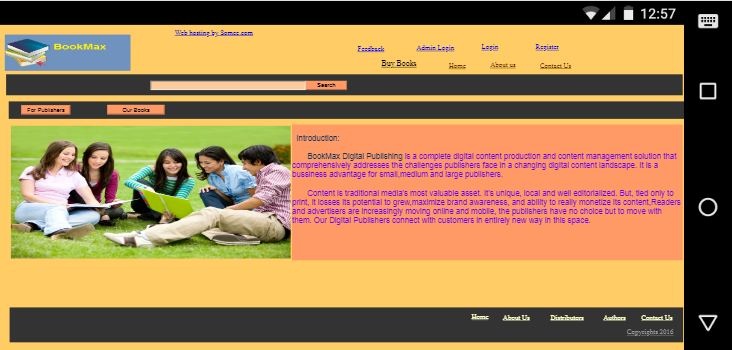 12:57
Web hosting by Somee.com
BookMax
Feedback Admin Login Login Register
Buy Books Home About us Contact Us
Search
For Publishers Our Books
Introduction:
BookMax Digital Publishing is a complete digital content production and content management solution that
comprehensively addresses the challenges publishers face in a changing digital content landscape. It is a
bussiness advantage for small,medium and large publishers.
Content is traditional media's most valuable asset. It's unique, local and well editorialized. But, tied only to
print, it losses its potential to grew,maximize brand awareness, and ability to really monetize its content,Readers
and advertisers are increasingly moving online and mobile, the publishers have no choice but to move with
them. Our Digital Publishers connect with customers in entirely new way in this space.
Home About Us Distributors Authors Contact Us
Copyrights 2016